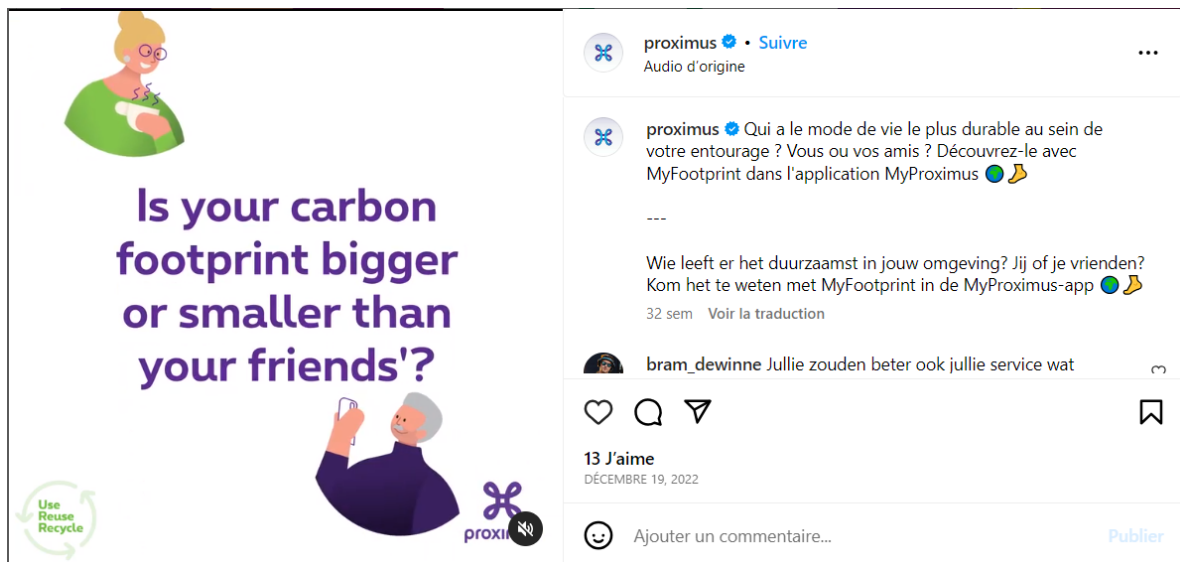 Is your carbon
footprint bigger
or smaller than
your friends'?
Use
Reuse
Recycle
proximus • Suivre
Audio d'origine
proximus Qui a le mode de vie le plus durable au sein de
votre entourage ? Vous ou vos amis ? Découvrez-le avec
MyFootprint dans l'application MyProximus
---
Wie leeft er het duurzaamst in jouw omgeving? Jij of je vrienden?
Kom het te weten met MyFootprint in de MyProximus-app
32 sem Voir la traduction
bram_dewinne Jullie zouden beter ook jullie service wat
13 J'aime
DÉCEMBRE 19, 2022
Ajouter un commentaire...
Publier